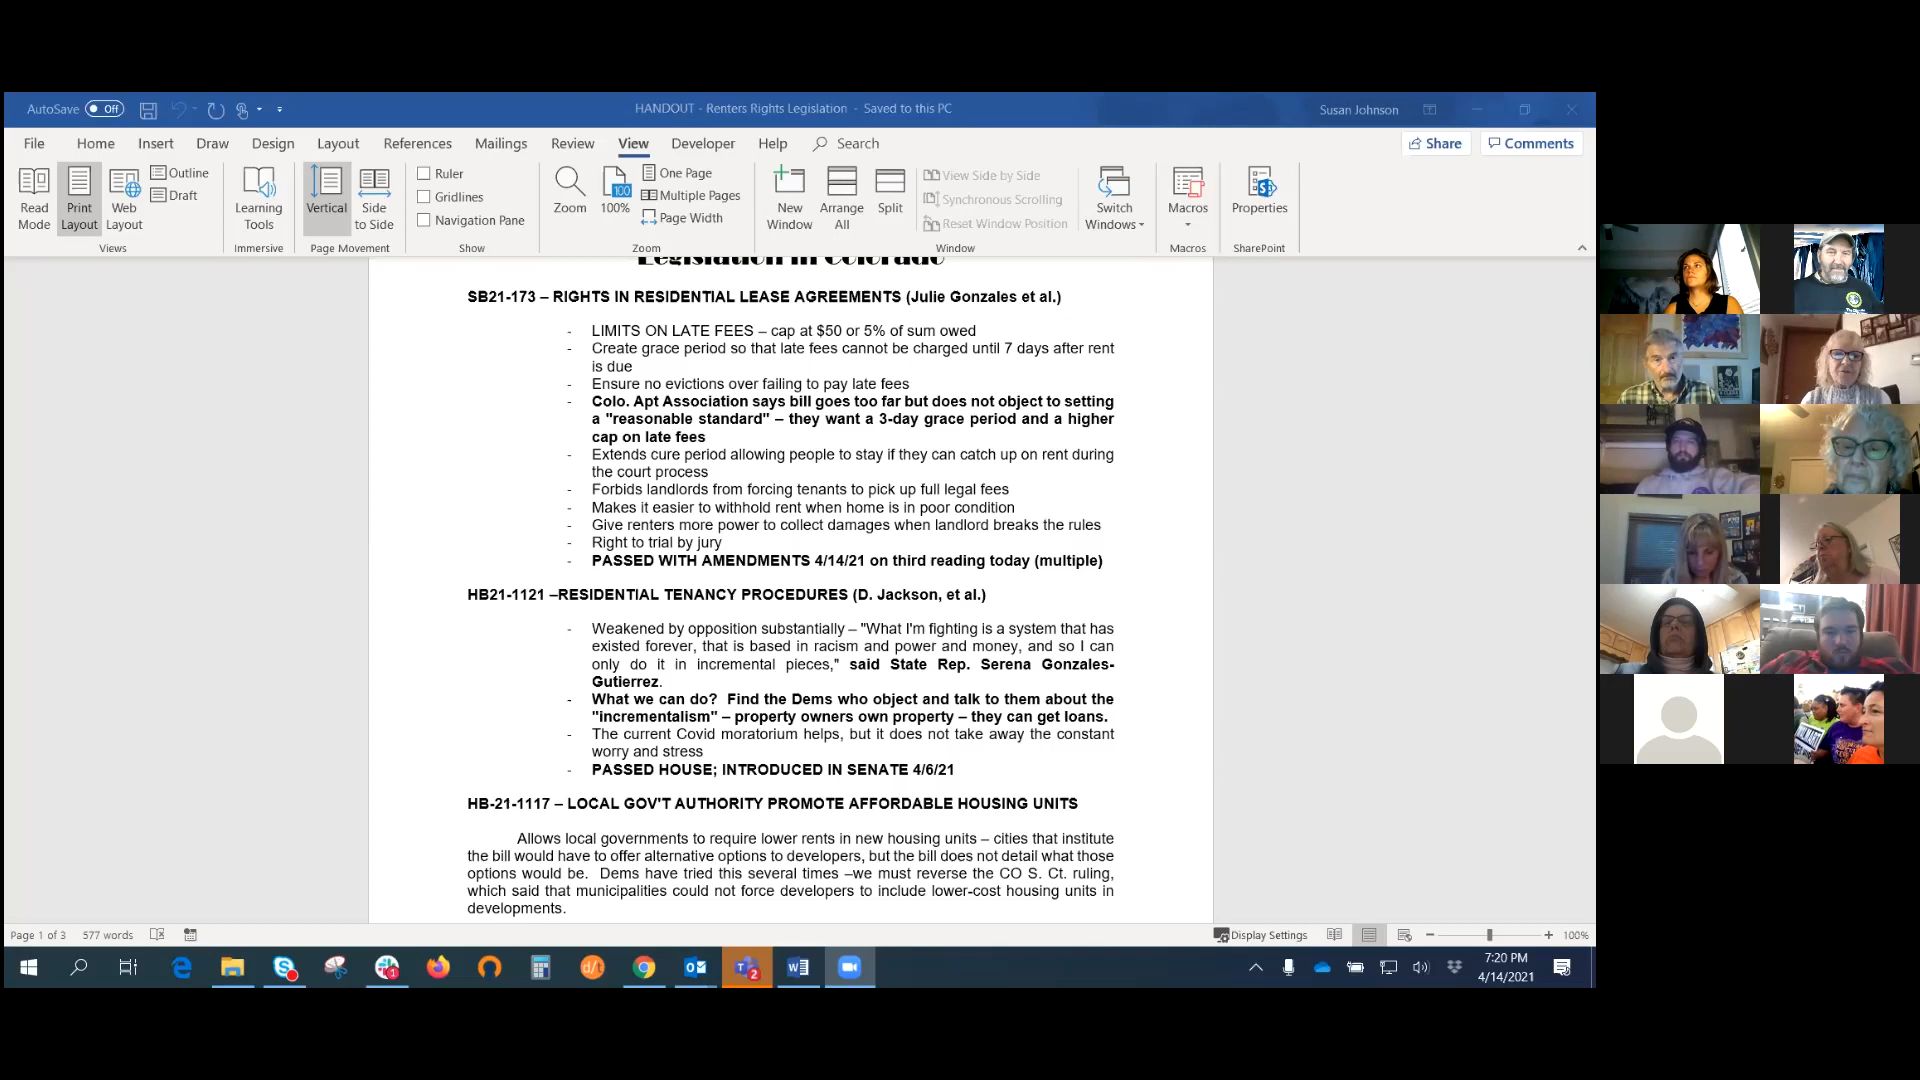 AutoSave Off HANDOUT - Renters Rights Legislation - Saved to this PC Susan Johnson
File Home Insert Draw Design Layout References Mailings Review View Developer Help Search Share Comments
Read Mode
Print Layout
Web Layout
Outline
Draft
Views
Learning Tools
Immersive
Vertical
Side to Side
Page Movement
Ruler
Gridlines
Navigation Pane
Show
Zoom
100
100%
One Page
Multiple Pages
Page Width
Zoom
New Window
Arrange All
Split
View Side by Side
Synchronous Scrolling
Reset Window Position
Switch Windows
Window
Macros
Macros
Properties
SharePoint
Legislation in Colorado
SB21-173 – RIGHTS IN RESIDENTIAL LEASE AGREEMENTS (Julie Gonzales et al.)
- LIMITS ON LATE FEES – cap at $50 or 5% of sum owed
- Create grace period so that late fees cannot be charged until 7 days after rent
is due
- Ensure no evictions over failing to pay late fees
- Colo. Apt Association says bill goes too far but does not object to setting
a "reasonable standard" – they want a 3-day grace period and a higher
cap on late fees
- Extends cure period allowing people to stay if they can catch up on rent during
the court process
- Forbids landlords from forcing tenants to pick up full legal fees
- Makes it easier to withhold rent when home is in poor condition
- Give renters more power to collect damages when landlord breaks the rules
- Right to trial by jury
- PASSED WITH AMENDMENTS 4/14/21 on third reading today (multiple)
HB21-1121 –RESIDENTIAL TENANCY PROCEDURES (D. Jackson, et al.)
- Weakened by opposition substantially – "What I'm fighting is a system that has
existed forever, that is based in racism and power and money, and so I can
only do it in incremental pieces," said State Rep. Serena Gonzales-
Gutierrez.
- What we can do? Find the Dems who object and talk to them about the
"incrementalism" – property owners own property – they can get loans.
- The current Covid moratorium helps, but it does not take away the constant
worry and stress
- PASSED HOUSE; INTRODUCED IN SENATE 4/6/21
HB-21-1117 – LOCAL GOV'T AUTHORITY PROMOTE AFFORDABLE HOUSING UNITS
Allows local governments to require lower rents in new housing units – cities that institute
the bill would have to offer alternative options to developers, but the bill does not detail what those
options would be. Dems have tried this several times –we must reverse the CO S. Ct. ruling,
which said that municipalities could not force developers to include lower-cost housing units in
developments.
Page 1 of 3 577 words Display Settings 100%
7:20 PM
4/14/2021